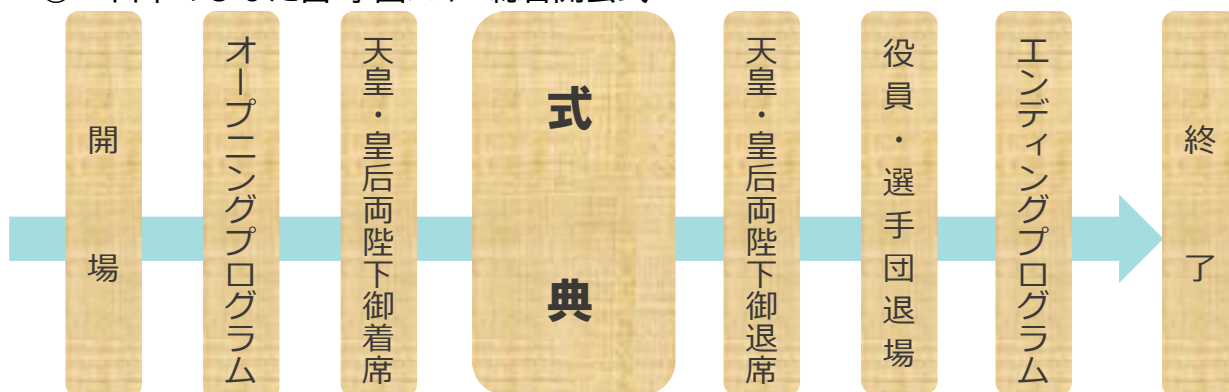 開場
オープニングプログラム
天皇・皇后両陛下御着席
式典
天皇・皇后両陛下御退席
役員・選手団退場
エンディングプログラム
終了